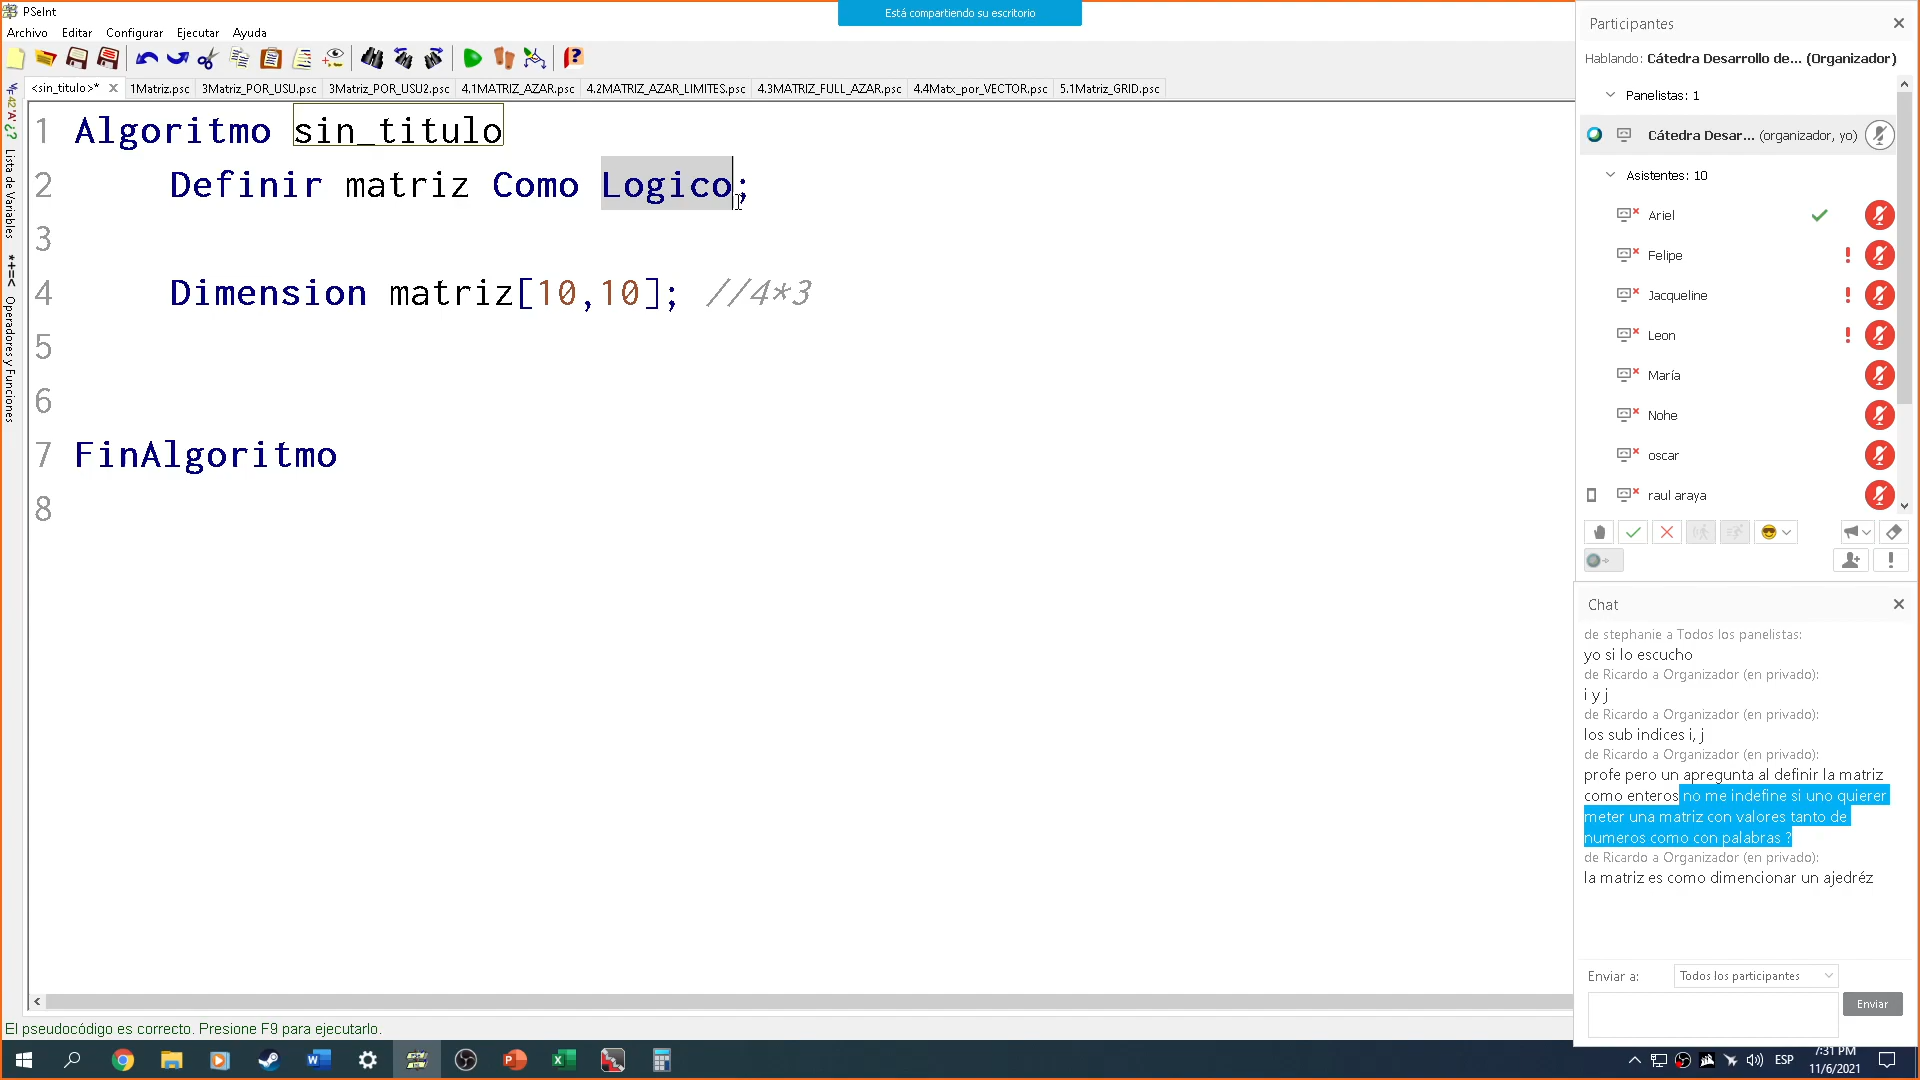 PSeInt
Está compartiendo su escritorio
Archivo Editar Configurar Ejecutar Ayuda
<sin_titulo>* 1Matriz.psc 3Matriz_POR_USU.psc 3Matriz_POR_USU2.psc 4.1MATRIZ_AZAR.psc 4.2MATRIZ_AZAR_LIMITES.psc 4.3MATRIZ_FULL_AZAR.psc 4.4Matx_por_VECTOR.psc 5.1Matriz_GRID.psc
Lista de Variables
Operadores y Funciones
1 Algoritmo sin_titulo
2 Definir matriz Como Logico;
3
4 Dimension matriz[10,10]; //4*3
5
6
7 FinAlgoritmo
8
El pseudocódigo es correcto. Presione F9 para ejecutarlo.
Participantes
Hablando: Cátedra Desarrollo de... (Organizador)
Panelistas: 1
Cátedra Desar... (organizador, yo)
Asistentes: 10
Ariel
Felipe
Jacqueline
Leon
María
Nohe
oscar
raul araya
Chat
de stephanie a Todos los panelistas:
yo si lo escucho
de Ricardo a Organizador (en privado):
i y j
de Ricardo a Organizador (en privado):
los sub indices i, j
de Ricardo a Organizador (en privado):
profe pero un apregunta al definir la matriz
como enteros no me indefine si uno quierer
meter una matriz con valores tanto de
numeros como con palabras ?
de Ricardo a Organizador (en privado):
la matriz es como dimencionar un ajedréz
Enviar a: Todos los participantes
Enviar
ESP
7:31 PM
11/6/2021